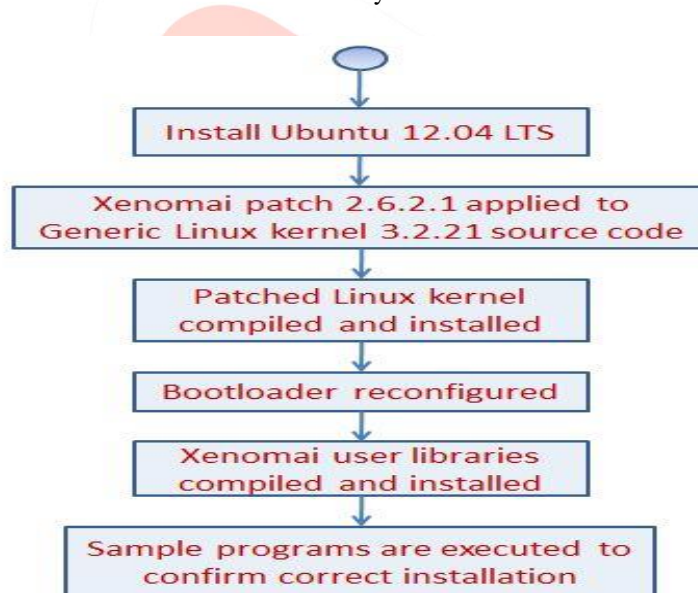 Install Ubuntu 12.04 LTS
Xenomai patch 2.6.2.1 applied to
Generic Linux kernel 3.2.21 source code
Patched Linux kernel
compiled and installed
Bootloader reconfigured
Xenomai user libraries
compiled and installed
Sample programs are executed to
confirm correct installation